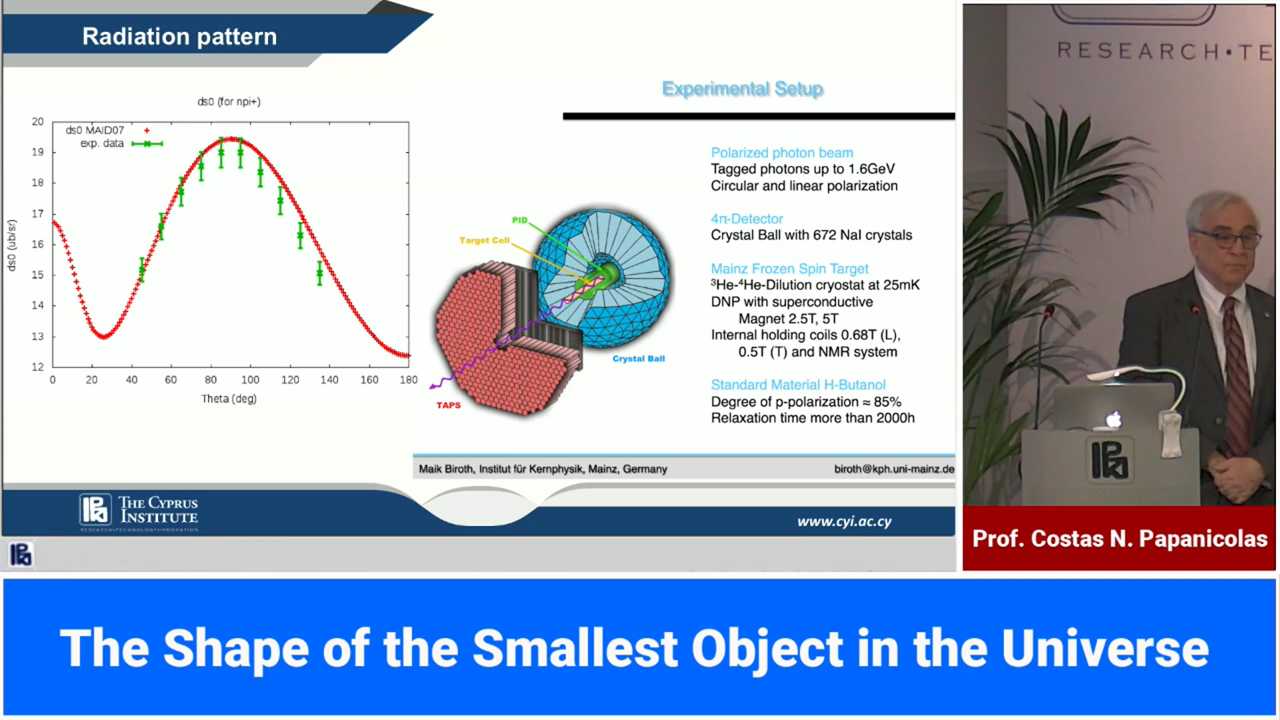 Radiation pattern
ds0 (for npi+)
ds0 MAID07
exp. data
20
19
18
17
16
15
14
13
12
ds0 (ub/sr)
0 20 40 60 80 100 120 140 160 180
Theta (deg)
PID
Target Cell
Crystal Ball
TAPS
Experimental Setup
Polarized photon beam
Tagged photons up to 1.6GeV
Circular and linear polarization
4π-Detector
Crystal Ball with 672 NaI crystals
Mainz Frozen Spin Target
³He-⁴He-Dilution cryostat at 25mK
DNP with superconductive
Magnet 2.5T, 5T
Internal holding coils 0.68T (L),
0.5T (T) and NMR system
Standard Material H-Butanol
Degree of p-polarization ≈ 85%
Relaxation time more than 2000h
Maik Biroth, Institut für Kernphysik, Mainz, Germany
biroth@kph.uni-mainz.de
THE CYPRUS
INSTITUTE
www.cyi.ac.cy
RESEARCH•TE
Prof. Costas N. Papanicolas
The Shape of the Smallest Object in the Universe